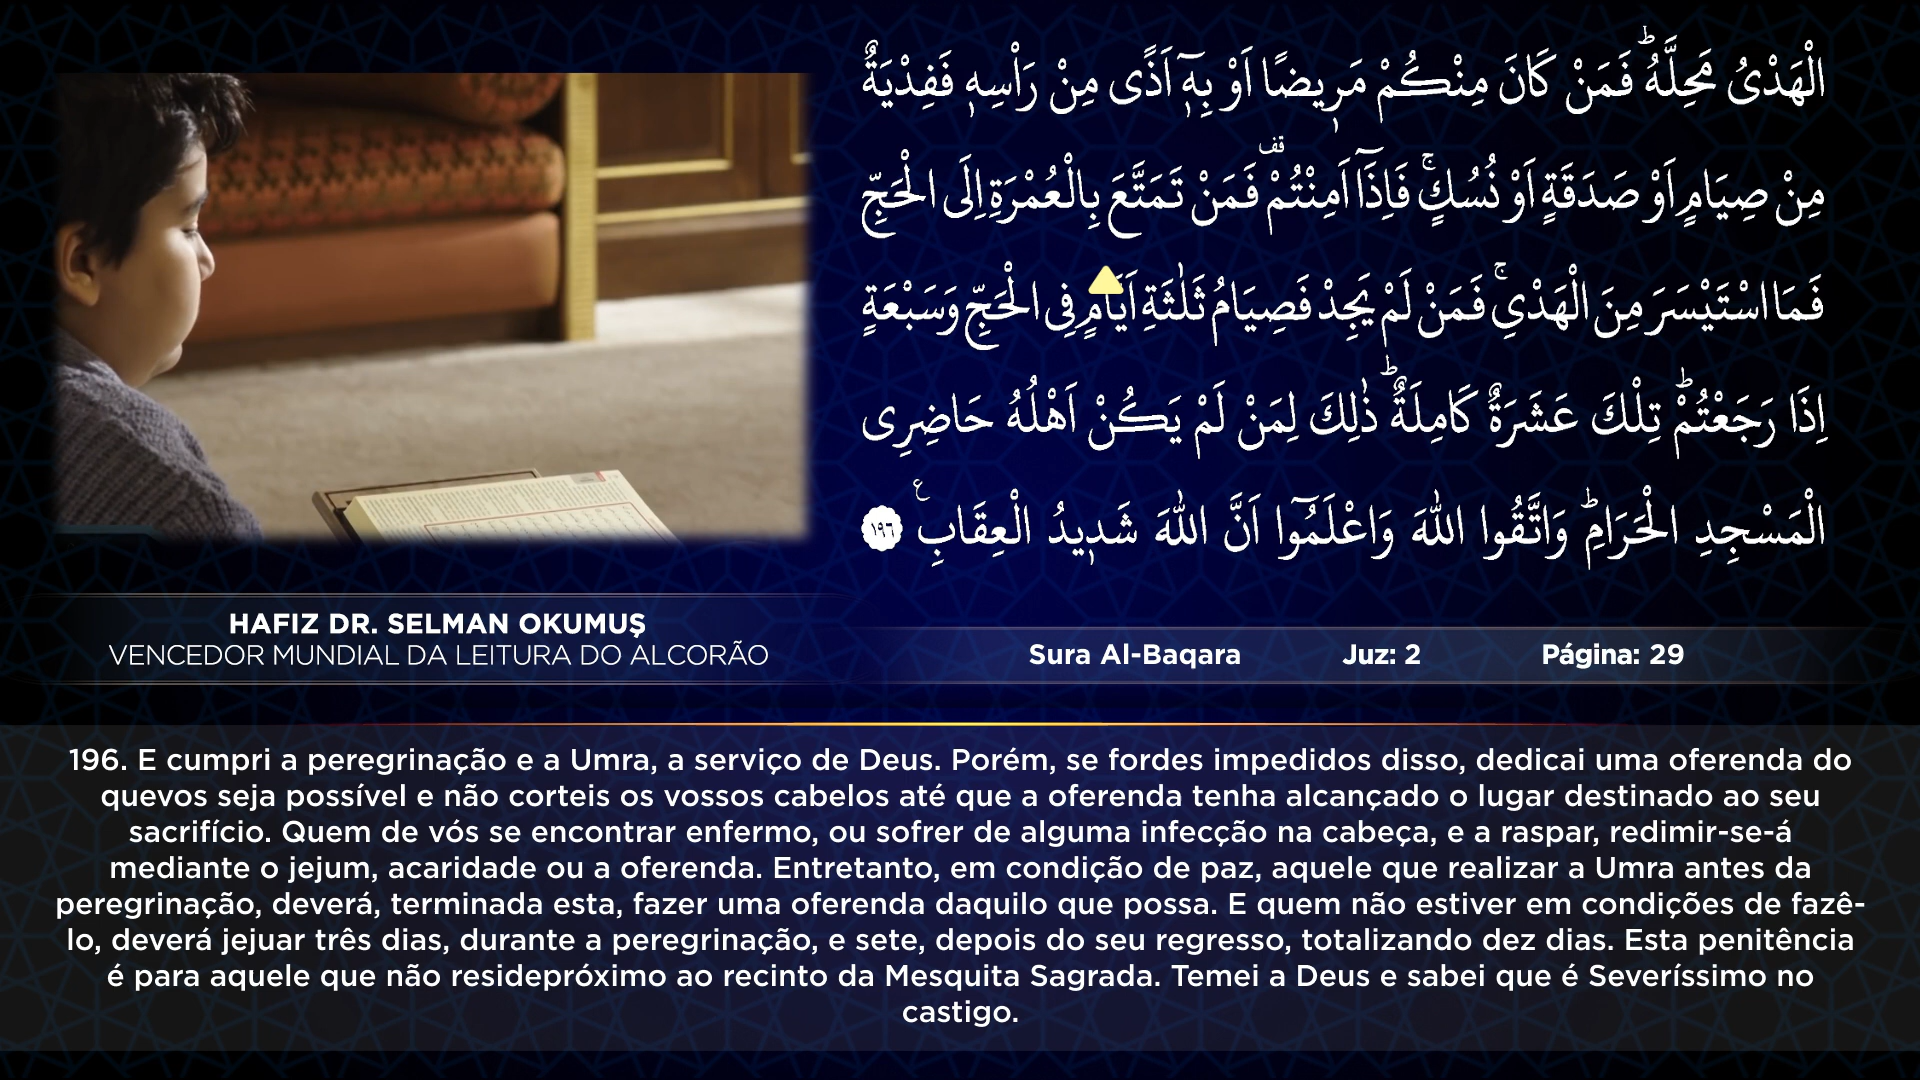 الْهَدْىُ مَحِلَّهُۜ فَمَنْ كَانَ مِنْكُمْ مَر۪يضًا اَوْ بِه۪ٓ اَذًى مِنْ رَأْسِه۪ فَفِدْيَةٌ
مِنْ صِيَامٍ اَوْ صَدَقَةٍ اَوْ نُسُكٍۚ فَاِذَٓا اَمِنْتُمْ۠ فَمَنْ تَمَتَّعَ بِالْعُمْرَةِ اِلَى الْحَجِّ
فَمَا اسْتَيْسَرَ مِنَ الْهَدْيِۚ فَمَنْ لَمْ يَجِدْ فَصِيَامُ ثَلٰثَةِ اَيَّامٍ فِى الْحَجِّ وَسَبْعَةٍ
اِذَا رَجَعْتُمْۜ تِلْكَ عَشَرَةٌ كَامِلَةٌۜ ذٰلِكَ لِمَنْ لَمْ يَكُنْ اَهْلُهُ حَاضِرِى
الْمَسْجِدِ الْحَرَامِۜ وَاتَّقُوا اللّٰهَ وَاعْلَمُٓوا اَنَّ اللّٰهَ شَد۪يدُ الْعِقَابِ ع ١٩٦
HAFIZ DR. SELMAN OKUMUŞ
VENCEDOR MUNDIAL DA LEITURA DO ALCORÃO
Sura Al-Baqara Juz: 2 Página: 29
196. E cumpri a peregrinação e a Umra, a serviço de Deus. Porém, se fordes impedidos disso, dedicai uma oferenda do
quevos seja possível e não corteis os vossos cabelos até que a oferenda tenha alcançado o lugar destinado ao seu
sacrifício. Quem de vós se encontrar enfermo, ou sofrer de alguma infecção na cabeça, e a raspar, redimir-se-á
mediante o jejum, acaridade ou a oferenda. Entretanto, em condição de paz, aquele que realizar a Umra antes da
peregrinação, deverá, terminada esta, fazer uma oferenda daquilo que possa. E quem não estiver em condições de fazê-
lo, deverá jejuar três dias, durante a peregrinação, e sete, depois do seu regresso, totalizando dez dias. Esta penitência
é para aquele que não residepróximo ao recinto da Mesquita Sagrada. Temei a Deus e sabei que é Severíssimo no
castigo.